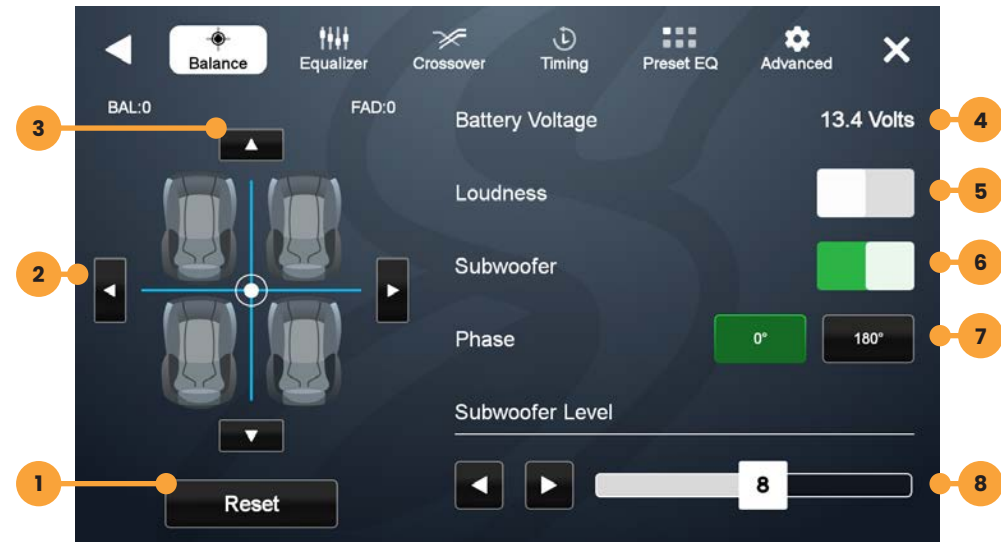 Balance
Equalizer
Crossover
Timing
Preset EQ
Advanced
BAL:0
FAD:0
Battery Voltage
13.4 Volts
3
4
Loudness
5
Subwoofer
6
2
Phase
0°
180°
7
Subwoofer Level
1
Reset
8
8